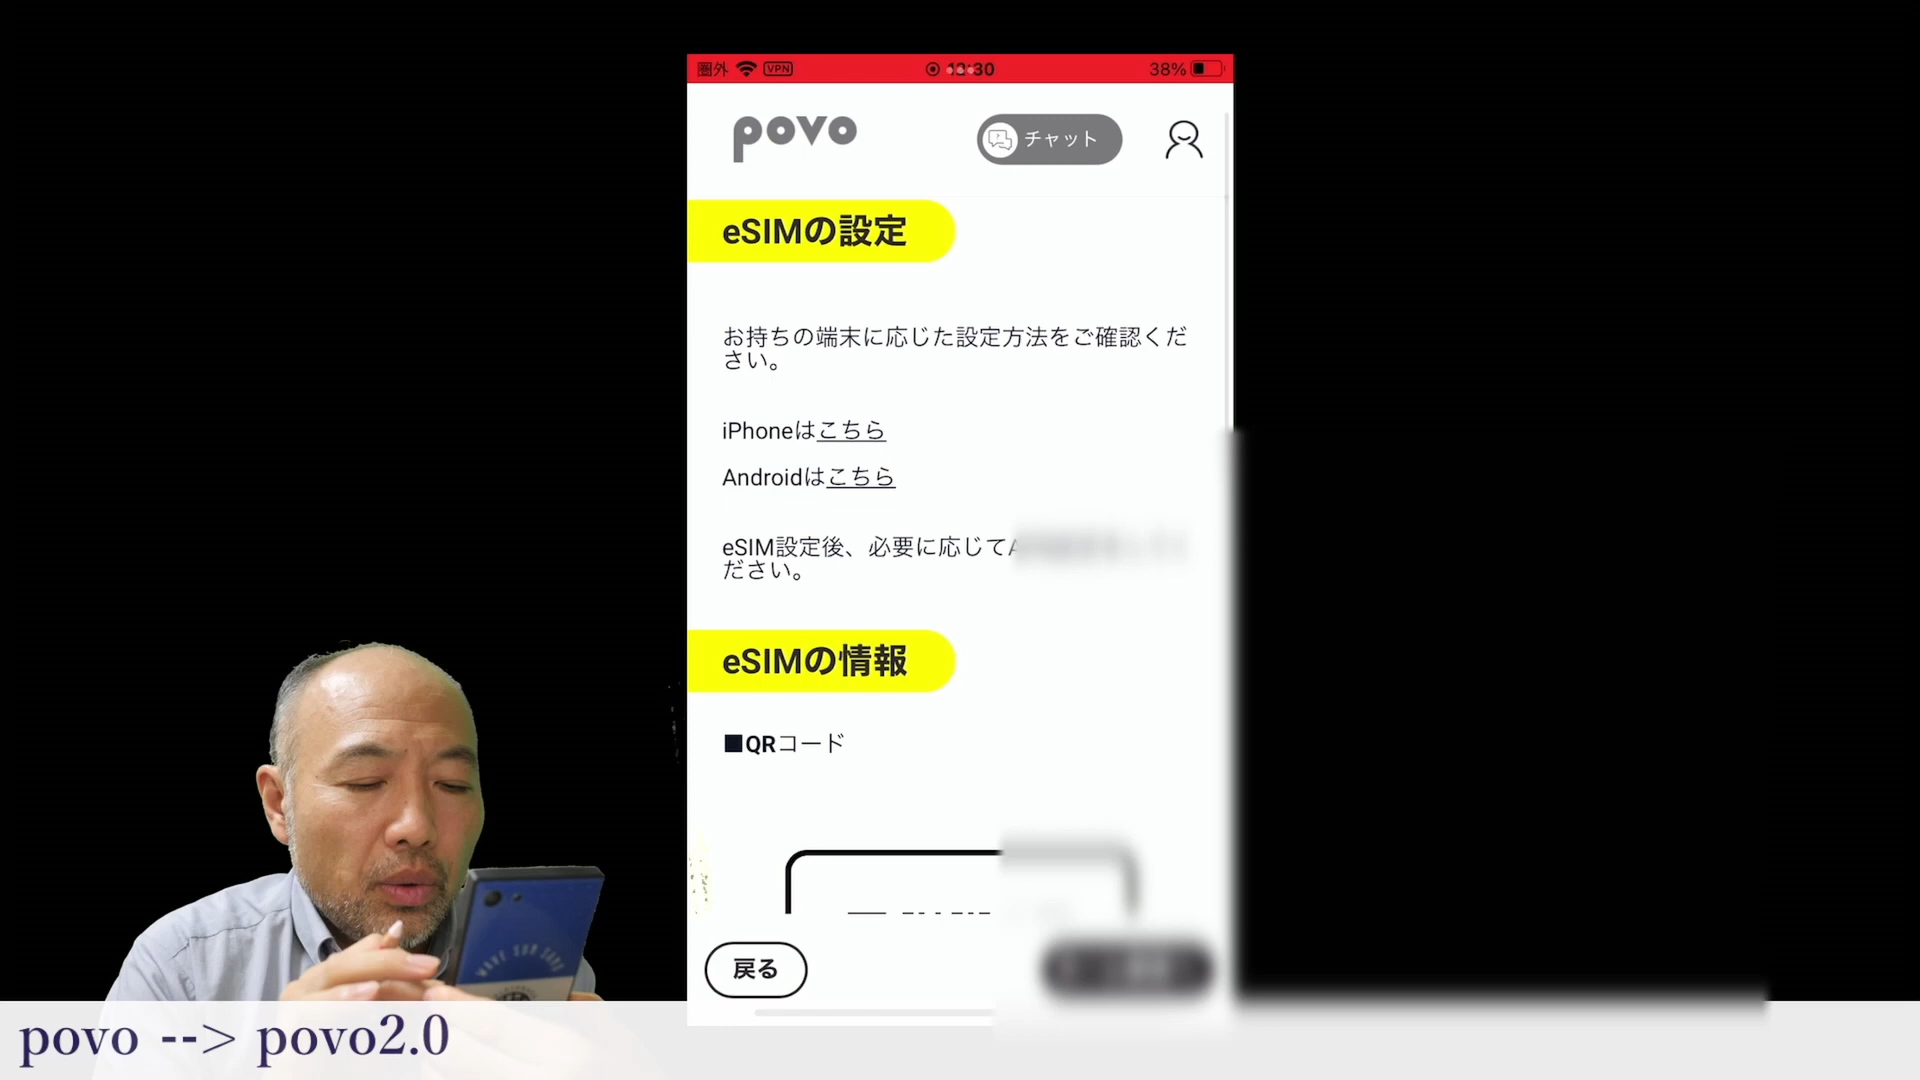 圏外 VPN 12:30 38%
povo チャット
eSIMの設定
お持ちの端末に応じた設定方法をご確認くだ
さい。
iPhoneはこちら
Androidはこちら
eSIM設定後、必要に応じて
ださい。
eSIMの情報
■QRコード
戻る
WAVE SUP
povo --> povo2.0